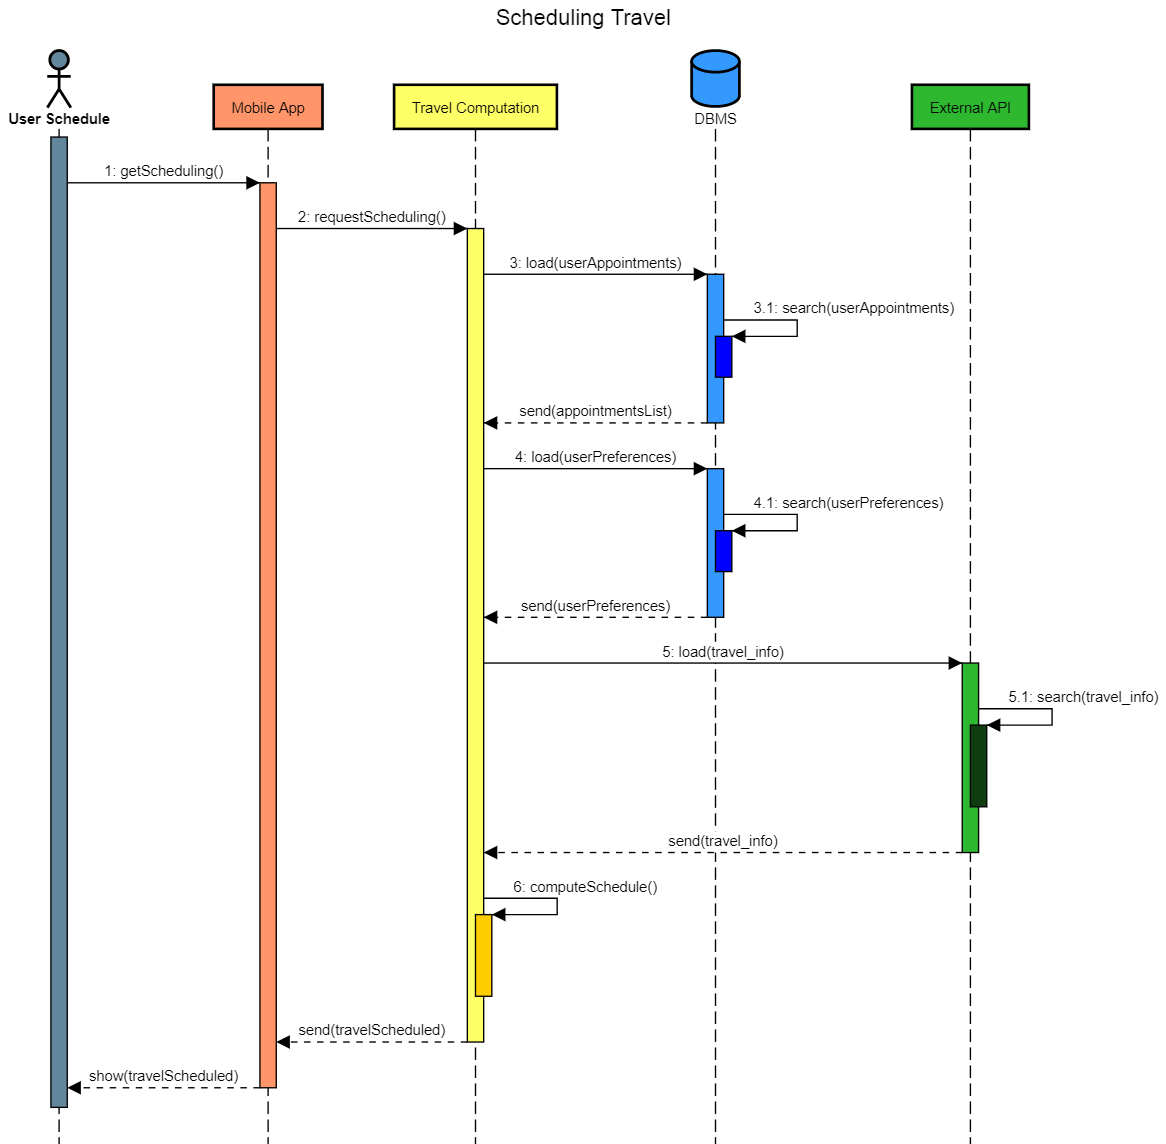 Scheduling Travel
User Schedule
Mobile App
Travel Computation
DBMS
External API
1: getScheduling()
2: requestScheduling()
3: load(userAppointments)
3.1: search(userAppointments)
send(appointmentsList)
4: load(userPreferences)
4.1: search(userPreferences)
send(userPreferences)
5: load(travel_info)
5.1: search(travel_info)
send(travel_info)
6: computeSchedule()
send(travelScheduled)
show(travelScheduled)